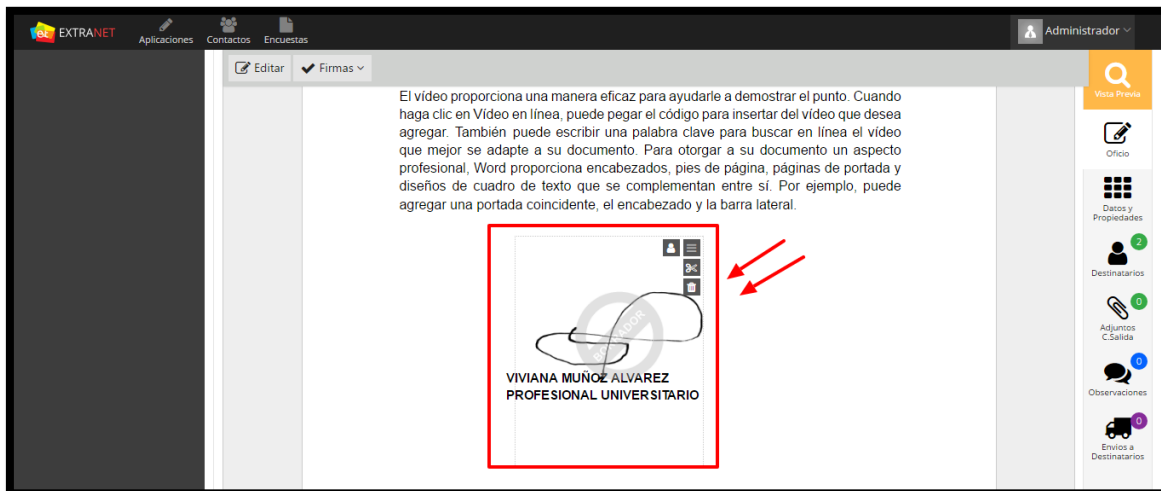 ec EXTRANET
Aplicaciones
Contactos
Encuestas
Administrador
Editar
Firmas
El vídeo proporciona una manera eficaz para ayudarle a demostrar el punto. Cuando
haga clic en Vídeo en línea, puede pegar el código para insertar del vídeo que desea
agregar. También puede escribir una palabra clave para buscar en línea el vídeo
que mejor se adapte a su documento. Para otorgar a su documento un aspecto
profesional, Word proporciona encabezados, pies de página, páginas de portada y
diseños de cuadro de texto que se complementan entre sí. Por ejemplo, puede
agregar una portada coincidente, el encabezado y la barra lateral.
BORRADOR
VIVIANA MUÑOZ ALVAREZ
PROFESIONAL UNIVERSITARIO
Vista Previa
Oficio
Datos y
Propiedades
2
Destinatarios
0
Adjuntos
C.Salida
0
Observaciones
0
Envios a
Destinatarios